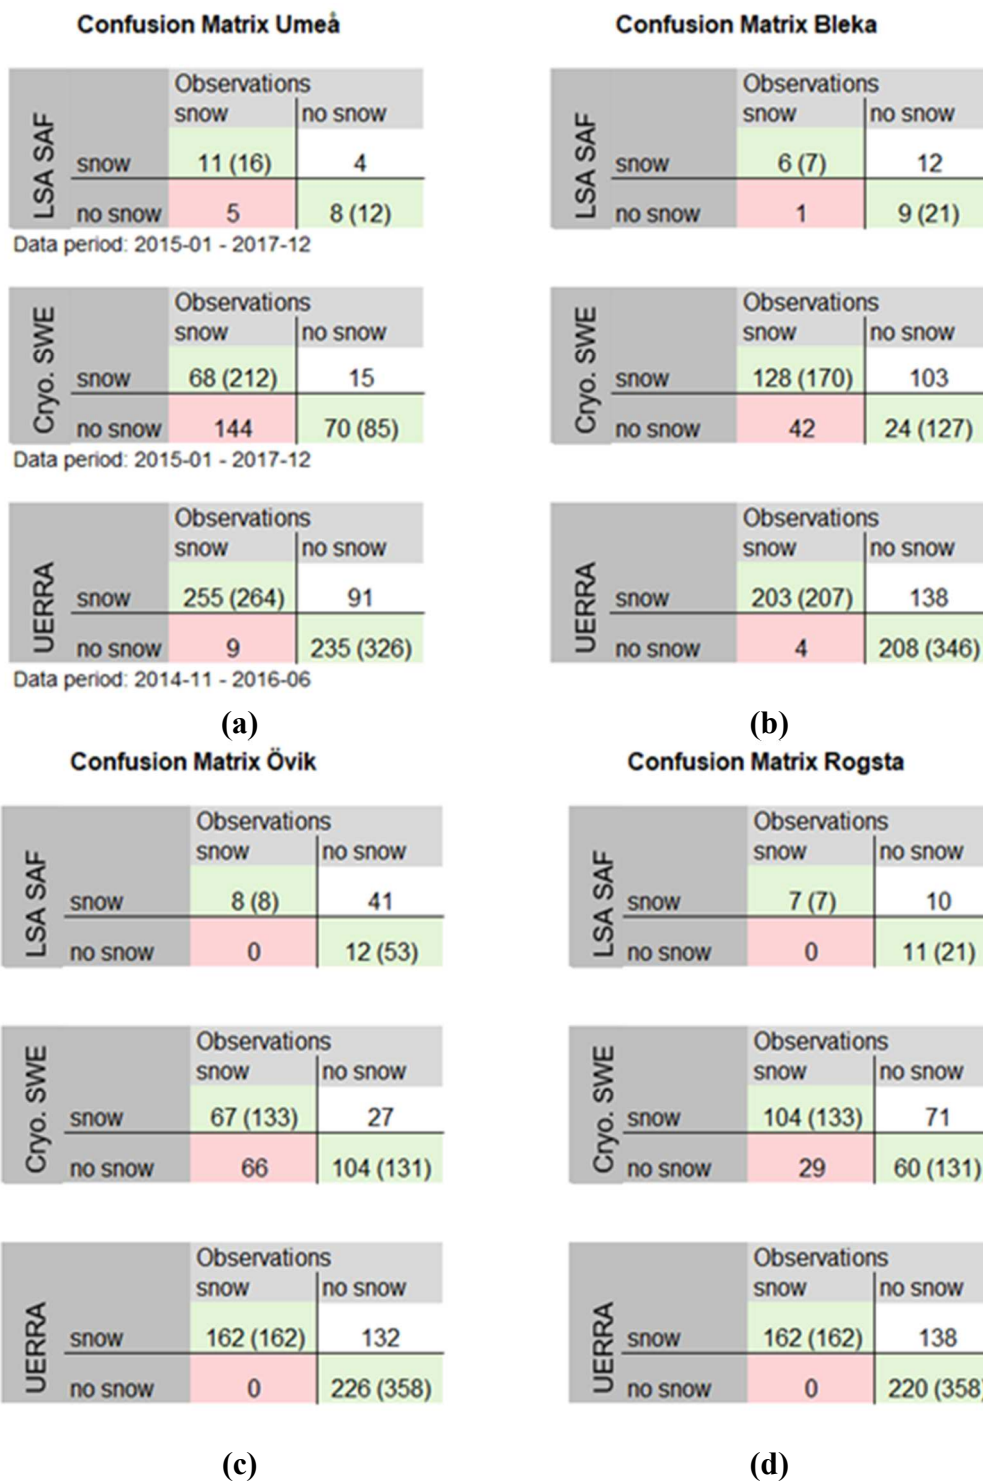 Confusion Matrix Umeå
LSA SAF
Observations
snow no snow
snow 11 (16) 4
no snow 5 8 (12)
Data period: 2015-01 - 2017-12
Cryo. SWE
Observations
snow no snow
snow 68 (212) 15
no snow 144 70 (85)
Data period: 2015-01 - 2017-12
UERRA
Observations
snow no snow
snow 255 (264) 91
no snow 9 235 (326)
Data period: 2014-11 - 2016-06
(a)
Confusion Matrix Bleka
LSA SAF
Observations
snow no snow
snow 6 (7) 12
no snow 1 9 (21)
Cryo. SWE
Observations
snow no snow
snow 128 (170) 103
no snow 42 24 (127)
UERRA
Observations
snow no snow
snow 203 (207) 138
no snow 4 208 (346)
(b)
Confusion Matrix Övik
LSA SAF
Observations
snow no snow
snow 8 (8) 41
no snow 0 12 (53)
Cryo. SWE
Observations
snow no snow
snow 67 (133) 27
no snow 66 104 (131)
UERRA
Observations
snow no snow
snow 162 (162) 132
no snow 0 226 (358)
(c)
Confusion Matrix Rogsta
LSA SAF
Observations
snow no snow
snow 7 (7) 10
no snow 0 11 (21)
Cryo. SWE
Observations
snow no snow
snow 104 (133) 71
no snow 29 60 (131)
UERRA
Observations
snow no snow
snow 162 (162) 138
no snow 0 220 (358)
(d)